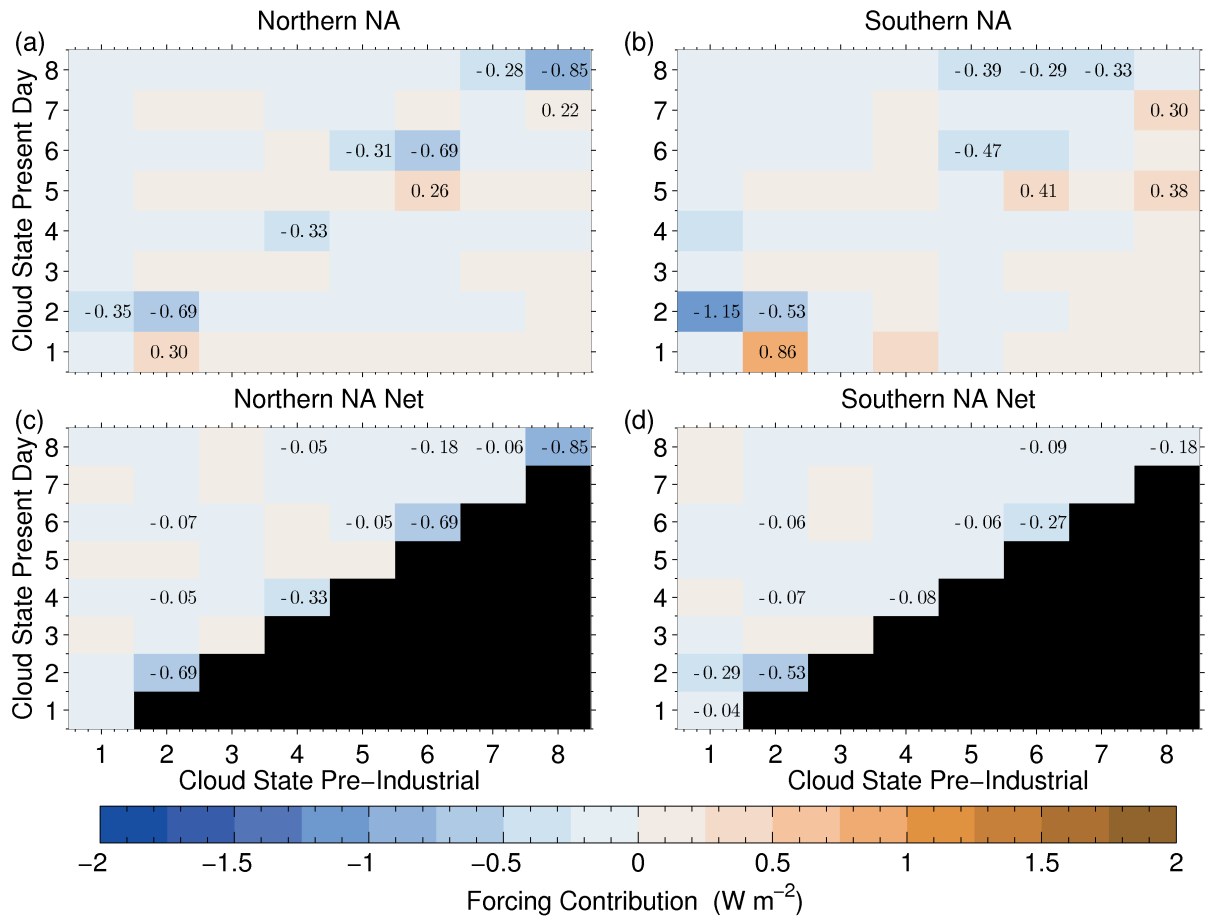 Northern NA
Southern NA
(a)
(b)
Cloud State Present Day
8 -0.28 -0.85
7 0.22
6 -0.31 -0.69
5 0.26
4 -0.33
3
2 -0.35 -0.69
1 0.30
8 -0.39 -0.29 -0.33
7 0.30
6 -0.47
5 0.41 0.38
4
3
2 -1.15 -0.53
1 0.86
Northern NA Net
Southern NA Net
(c)
(d)
Cloud State Present Day
8 -0.05 -0.18 -0.06 -0.85
7
6 -0.07 -0.05 -0.69
5
4 -0.05 -0.33
3
2 -0.69
1
1 2 3 4 5 6 7 8
Cloud State Pre−Industrial
8 -0.09 -0.18
7
6 -0.06 -0.06 -0.27
5
4 -0.07 -0.08
3
2 -0.29 -0.53
1 -0.04
1 2 3 4 5 6 7 8
Cloud State Pre−Industrial
−2 −1.5 −1 −0.5 0 0.5 1 1.5 2
Forcing Contribution (W m⁻²)